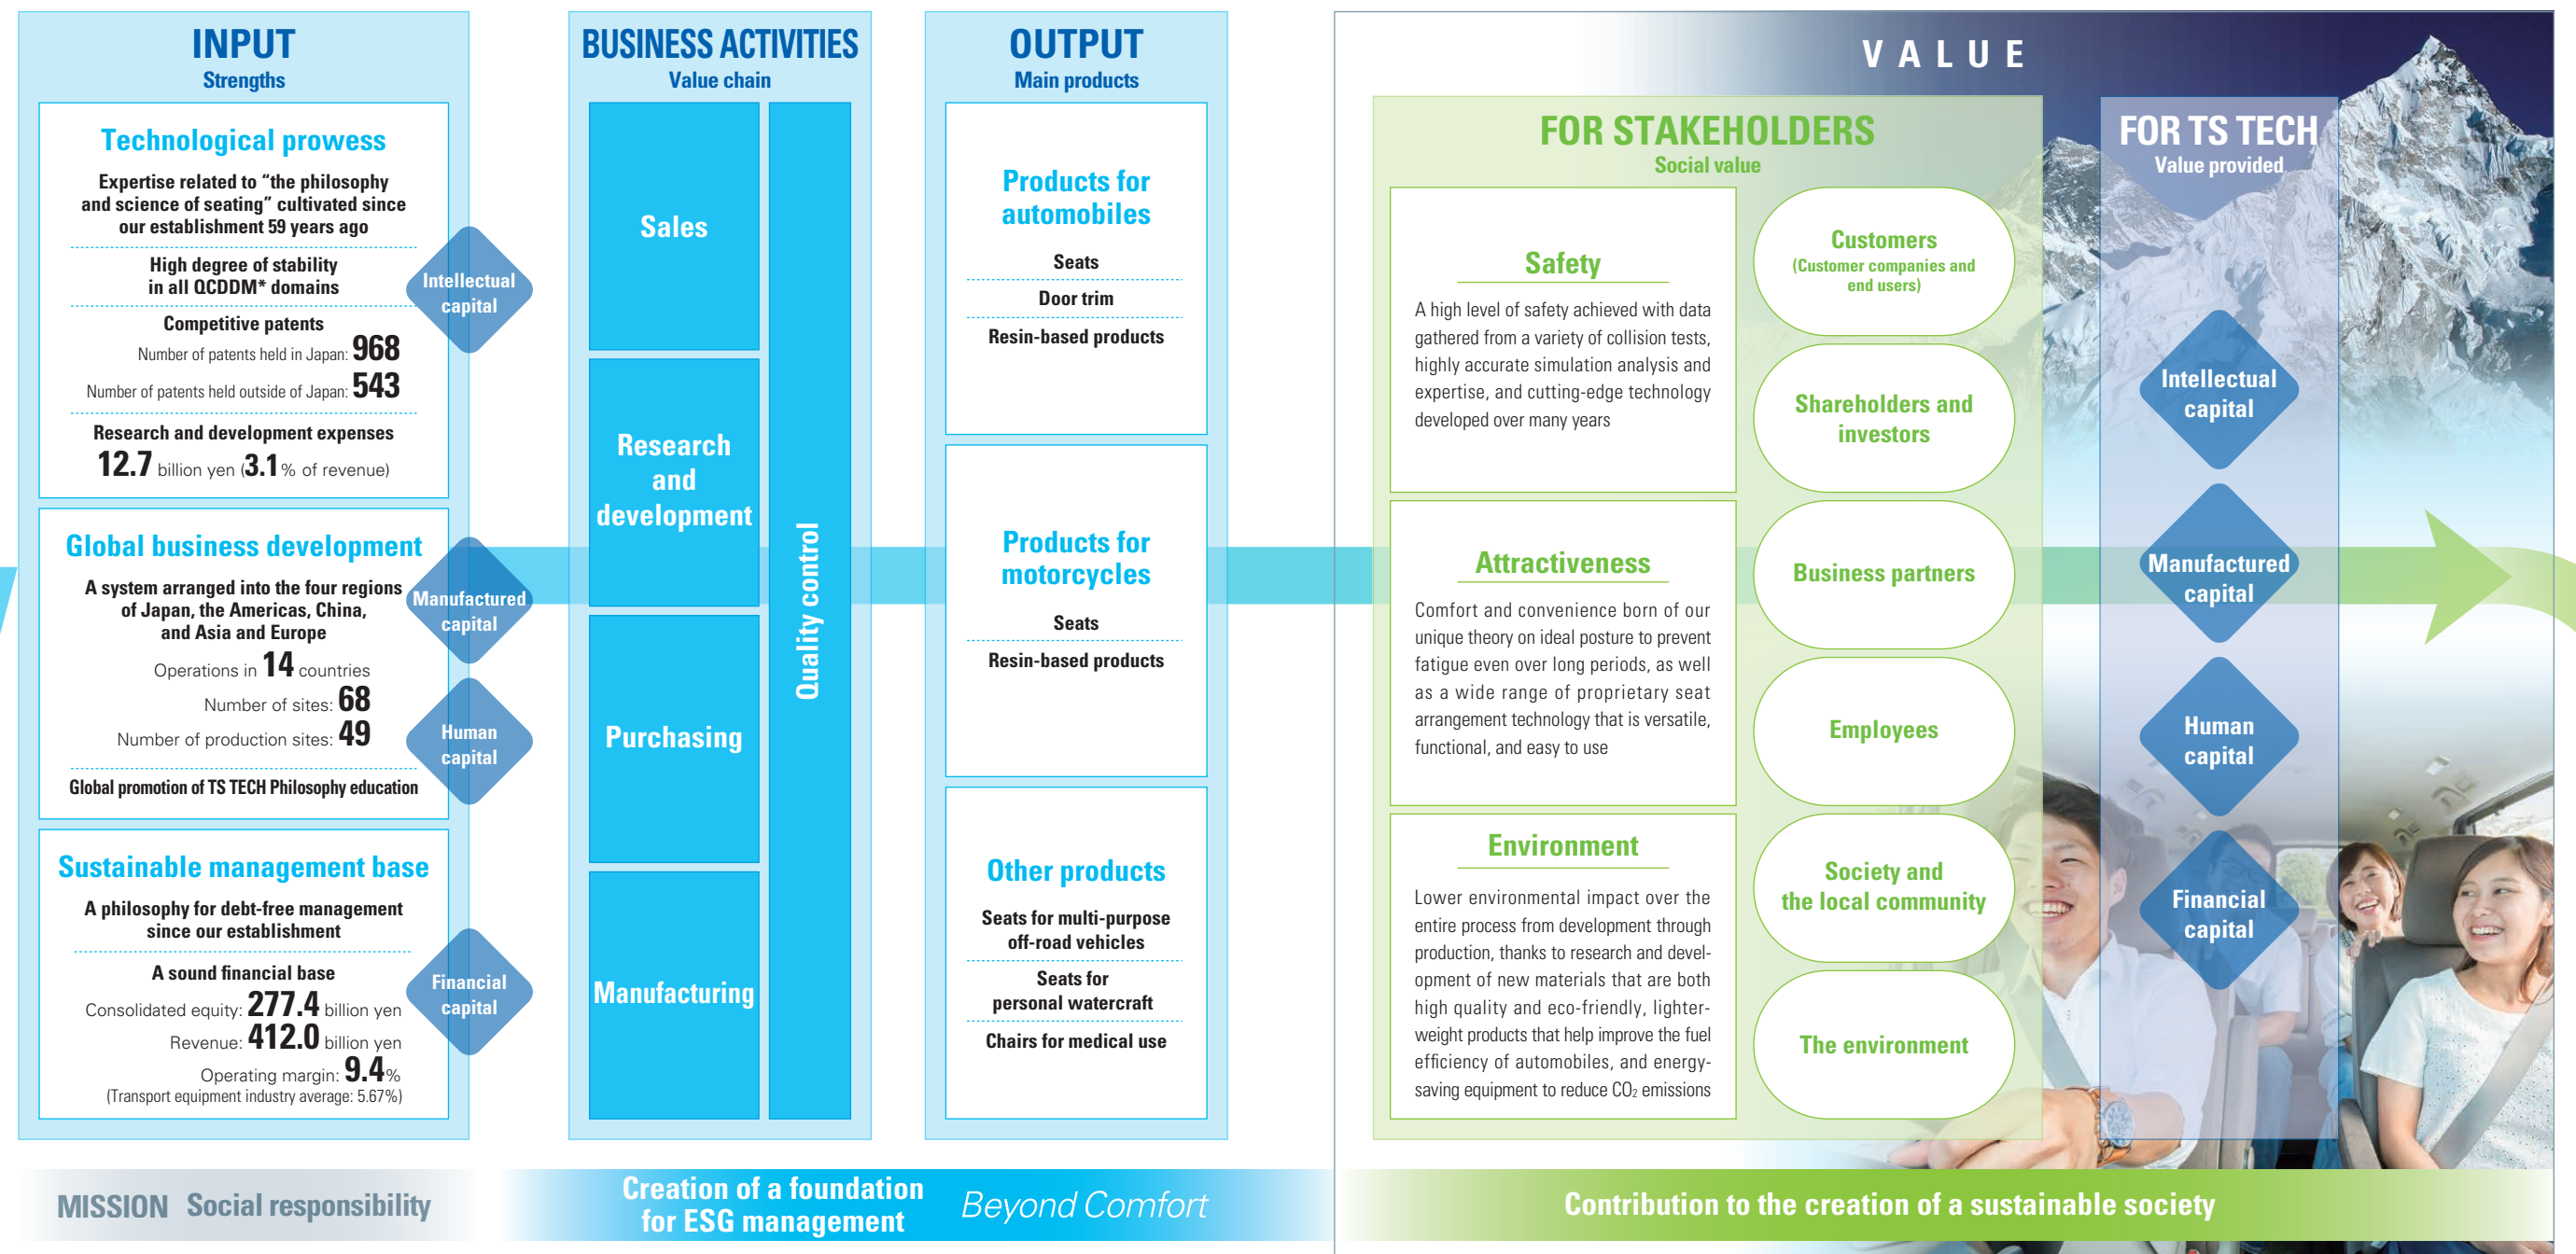 INPUT
Strengths
Technological prowess
Expertise related to “the philosophy
and science of seating” cultivated since
our establishment 59 years ago
High degree of stability
in all QCDDM* domains
Competitive patents
Number of patents held in Japan: 968
Number of patents held outside of Japan: 543
Research and development expenses
12.7 billion yen (3.1% of revenue)
Intellectual
capital
Global business development
A system arranged into the four regions
of Japan, the Americas, China,
and Asia and Europe
Operations in 14 countries
Number of sites: 68
Number of production sites: 49
Global promotion of TS TECH Philosophy education
Manufactured
capital
Human
capital
Sustainable management base
A philosophy for debt-free management
since our establishment
A sound financial base
Consolidated equity: 277.4 billion yen
Revenue: 412.0 billion yen
Operating margin: 9.4%
(Transport equipment industry average: 5.67%)
Financial
capital
BUSINESS ACTIVITIES
Value chain
Sales
Research
and
development
Purchasing
Manufacturing
Quality control
OUTPUT
Main products
Products for
automobiles
Seats
Door trim
Resin-based products
Products for
motorcycles
Seats
Resin-based products
Other products
Seats for multi-purpose
off-road vehicles
Seats for
personal watercraft
Chairs for medical use
VALUE
FOR STAKEHOLDERS
Social value
Safety
A high level of safety achieved with data
gathered from a variety of collision tests,
highly accurate simulation analysis and
expertise, and cutting-edge technology
developed over many years
Attractiveness
Comfort and convenience born of our
unique theory on ideal posture to prevent
fatigue even over long periods, as well
as a wide range of proprietary seat
arrangement technology that is versatile,
functional, and easy to use
Environment
Lower environmental impact over the
entire process from development through
production, thanks to research and devel-
opment of new materials that are both
high quality and eco-friendly, lighter-
weight products that help improve the fuel
efficiency of automobiles, and energy-
saving equipment to reduce CO2 emissions
Customers
(Customer companies and
end users)
Shareholders and
investors
Business partners
Employees
Society and
the local community
The environment
FOR TS TECH
Value provided
Intellectual
capital
Manufactured
capital
Human
capital
Financial
capital
MISSION Social responsibility
Creation of a foundation
for ESG management
Beyond Comfort
Contribution to the creation of a sustainable society